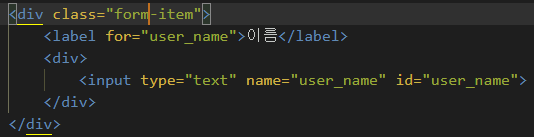 <div class="form-item">
<label for="user_name">이름</label>
<div>
<input type="text" name="user_name" id="user_name">
</div>
</div>